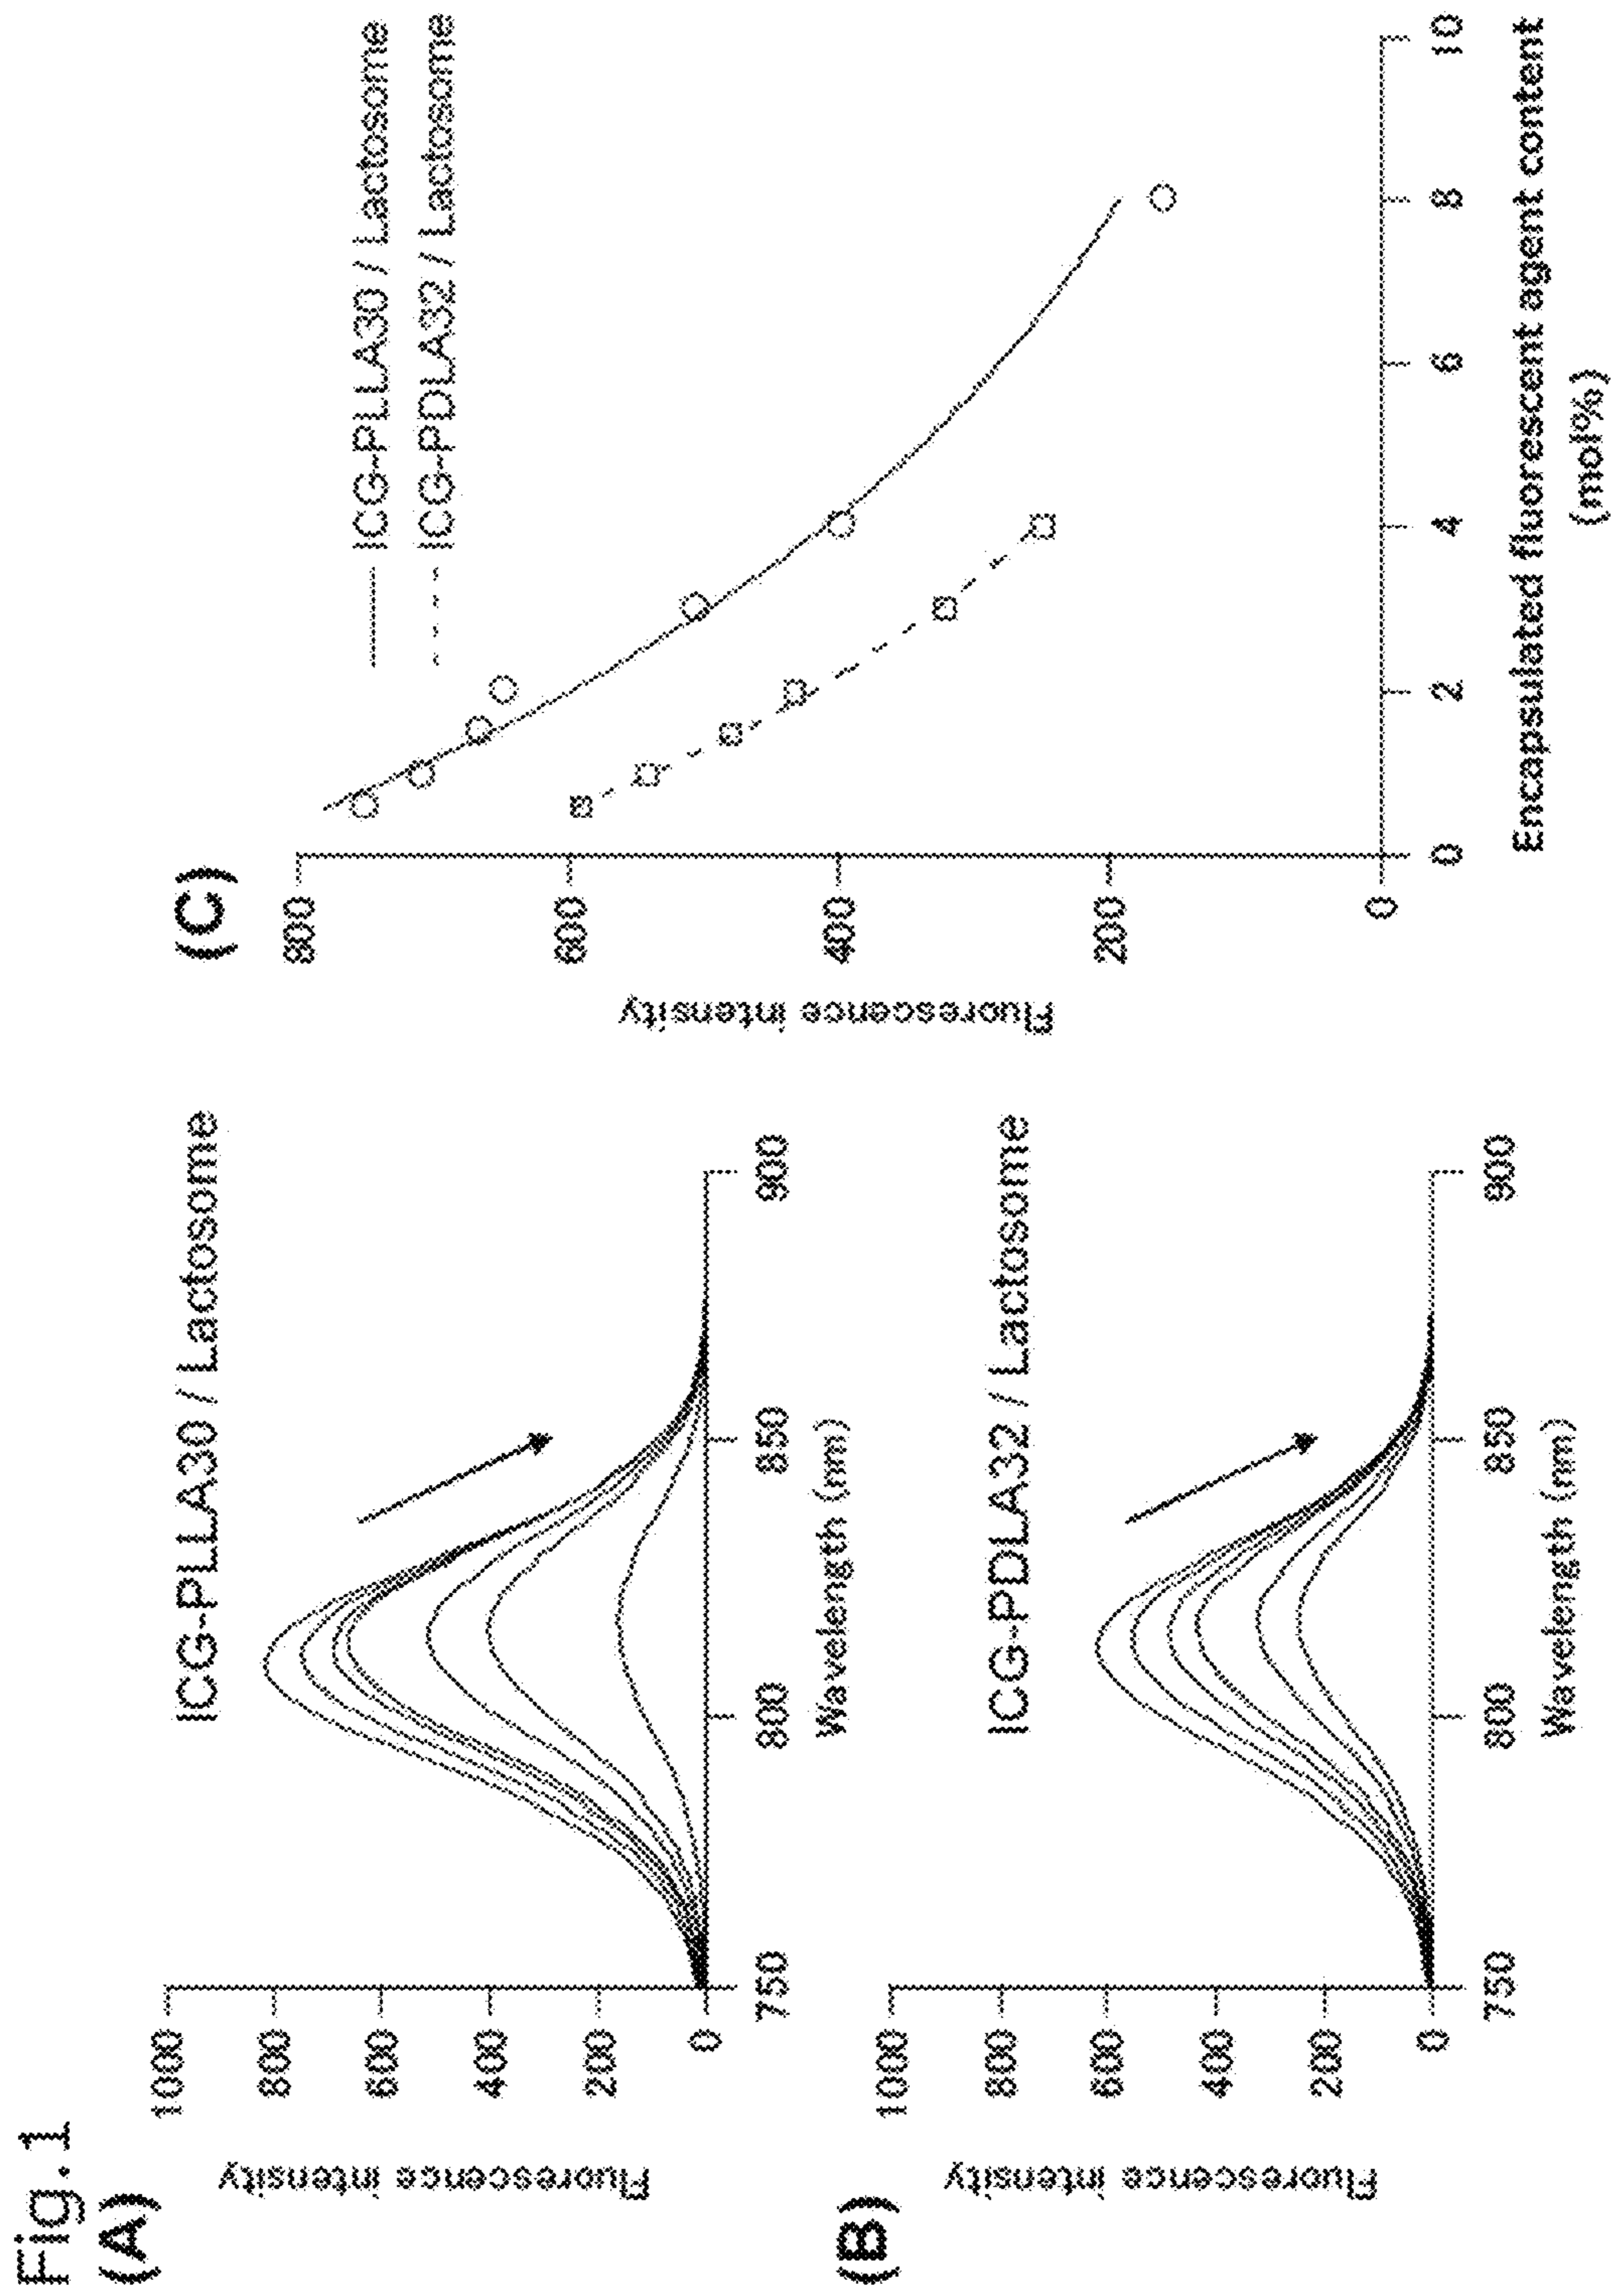 Fig.1
(A)
ICG-PLLA30 / Lactosome
Fluorescence intensity
1000
800
600
400
200
0
750
800
850
900
Wavelength (nm)
(B)
ICG-PDLA32 / Lactosome
Fluorescence intensity
1000
800
600
400
200
0
750
800
850
900
Wavelength (nm)
(C)
ICG-PLLA30 / Lactosome
ICG-PDLA32 / Lactosome
Fluorescence intensity
800
600
400
200
0
0
2
4
6
8
10
Encapsulated fluorescent agent content
(mol%)